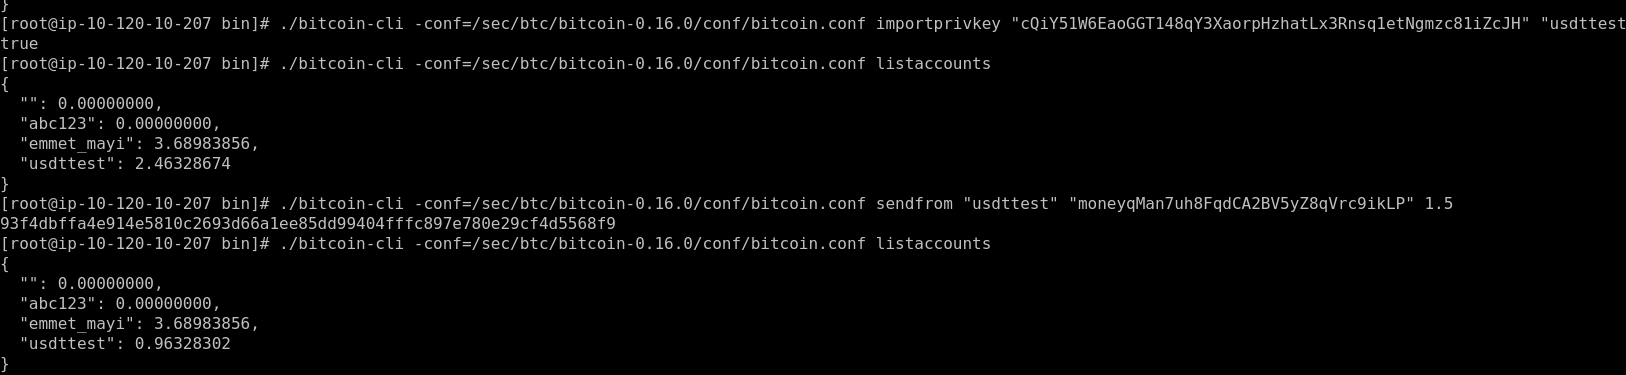 }
[root@ip-10-120-10-207 bin]# ./bitcoin-cli -conf=/sec/btc/bitcoin-0.16.0/conf/bitcoin.conf importprivkey "cQiY51W6EaoGGT148qY3XaorpHzhatLx3Rnsq1etNgmzc81iZcJH" "usdttest
true
[root@ip-10-120-10-207 bin]# ./bitcoin-cli -conf=/sec/btc/bitcoin-0.16.0/conf/bitcoin.conf listaccounts
{
  "": 0.00000000,
  "abc123": 0.00000000,
  "emmet_mayi": 3.68983856,
  "usdttest": 2.46328674
}
[root@ip-10-120-10-207 bin]# ./bitcoin-cli -conf=/sec/btc/bitcoin-0.16.0/conf/bitcoin.conf sendfrom "usdttest" "moneyqMan7uh8FqdCA2BV5yZ8qVrc9ikLP" 1.5
93f4dbffa4e914e5810c2693d66a1ee85dd99404fffc897e780e29cf4d5568f9
[root@ip-10-120-10-207 bin]# ./bitcoin-cli -conf=/sec/btc/bitcoin-0.16.0/conf/bitcoin.conf listaccounts
{
  "": 0.00000000,
  "abc123": 0.00000000,
  "emmet_mayi": 3.68983856,
  "usdttest": 0.96328302
}